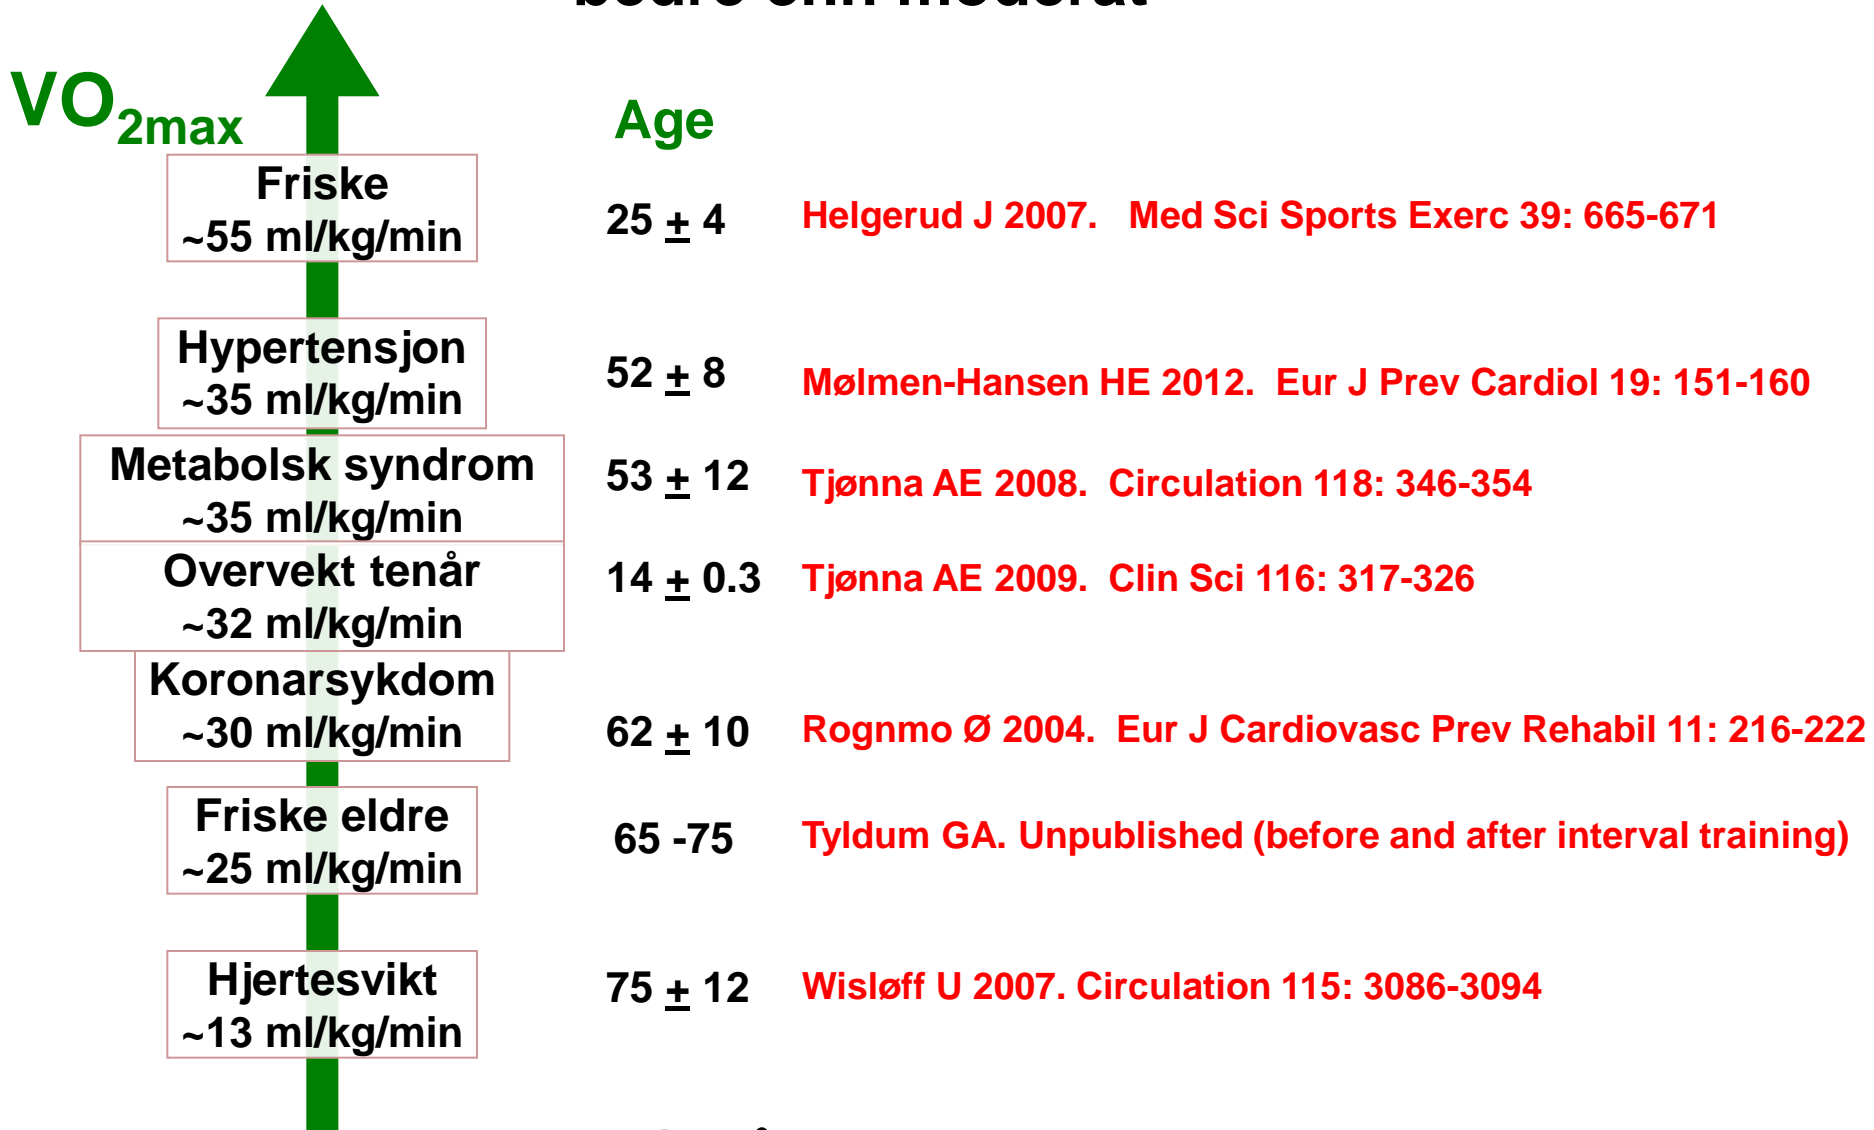 VO2max
Age
Friske
~55 ml/kg/min
25 ± 4
Helgerud J 2007. Med Sci Sports Exerc 39: 665-671
Hypertensjon
~35 ml/kg/min
52 ± 8
Mølmen-Hansen HE 2012. Eur J Prev Cardiol 19: 151-160
Metabolsk syndrom
~35 ml/kg/min
53 ± 12
Tjønna AE 2008. Circulation 118: 346-354
Overvekt tenår
~32 ml/kg/min
14 ± 0.3
Tjønna AE 2009. Clin Sci 116: 317-326
Koronarsykdom
~30 ml/kg/min
62 ± 10
Rognmo Ø 2004. Eur J Cardiovasc Prev Rehabil 11: 216-222
Friske eldre
~25 ml/kg/min
65 -75
Tyldum GA. Unpublished (before and after interval training)
Hjertesvikt
~13 ml/kg/min
75 ± 12
Wisløff U 2007. Circulation 115: 3086-3094